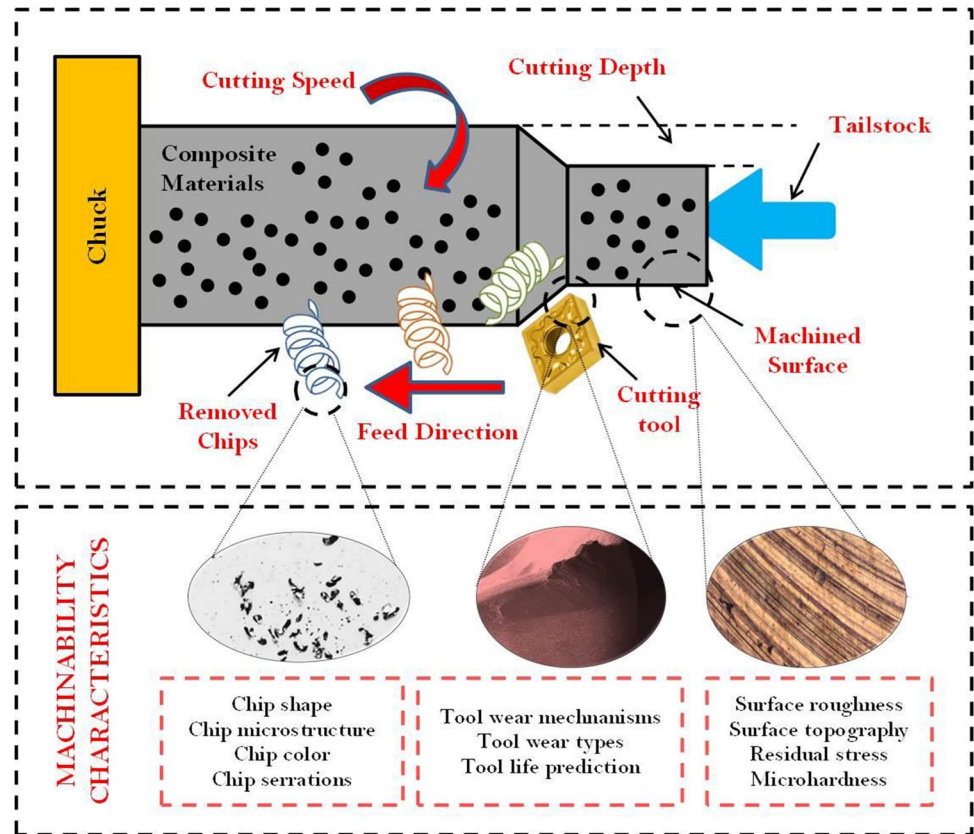 Cutting Speed
Cutting Depth
Tailstock
Composite
Materials
Chuck
Machined
Surface
Removed
Chips
Feed Direction
Cutting
tool
MACHINABILITY
CHARACTERISTICS
Chip shape
Chip microstructure
Chip color
Chip serrations
Tool wear mechnanisms
Tool wear types
Tool life prediction
Surface roughness
Surface topography
Residual stress
Microhardness